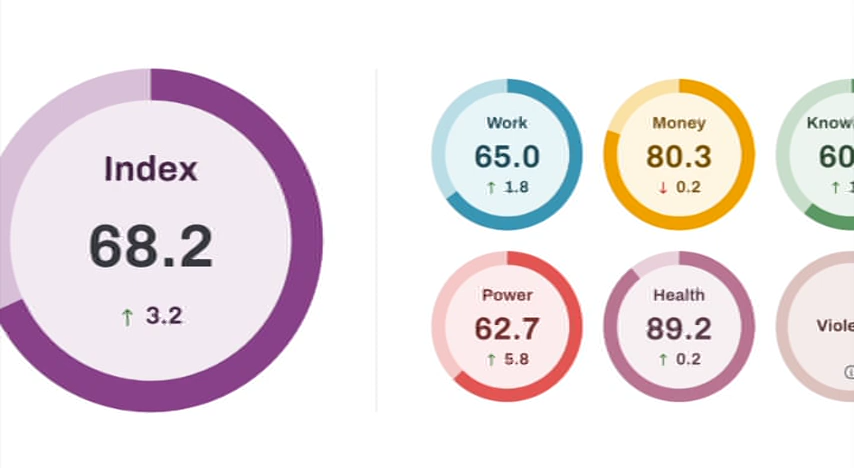 Index
68.2
↑ 3.2
Work
65.0
↑ 1.8
Money
80.3
↓ 0.2
60
Power
62.7
↑ 5.8
Health
89.2
↑ 0.2